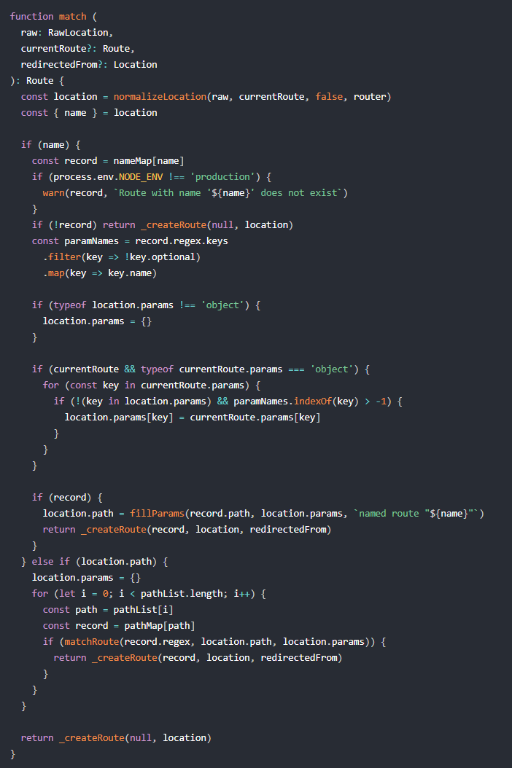 function match (
  raw: RawLocation,
  currentRoute?: Route,
  redirectedFrom?: Location
): Route {
  const location = normalizeLocation(raw, currentRoute, false, router)
  const { name } = location

  if (name) {
    const record = nameMap[name]
    if (process.env.NODE_ENV !== 'production') {
      warn(record, `Route with name '${name}' does not exist`)
    }
    if (!record) return _createRoute(null, location)
    const paramNames = record.regex.keys
      .filter(key => !key.optional)
      .map(key => key.name)

    if (typeof location.params !== 'object') {
      location.params = {}
    }

    if (currentRoute && typeof currentRoute.params === 'object') {
      for (const key in currentRoute.params) {
        if (!(key in location.params) && paramNames.indexOf(key) > -1) {
          location.params[key] = currentRoute.params[key]
        }
      }
    }

    if (record) {
      location.path = fillParams(record.path, location.params, `named route "${name}"`)
      return _createRoute(record, location, redirectedFrom)
    }
  } else if (location.path) {
    location.params = {}
    for (let i = 0; i < pathList.length; i++) {
      const path = pathList[i]
      const record = pathMap[path]
      if (matchRoute(record.regex, location.path, location.params)) {
        return _createRoute(record, location, redirectedFrom)
      }
    }
  }

  return _createRoute(null, location)
}